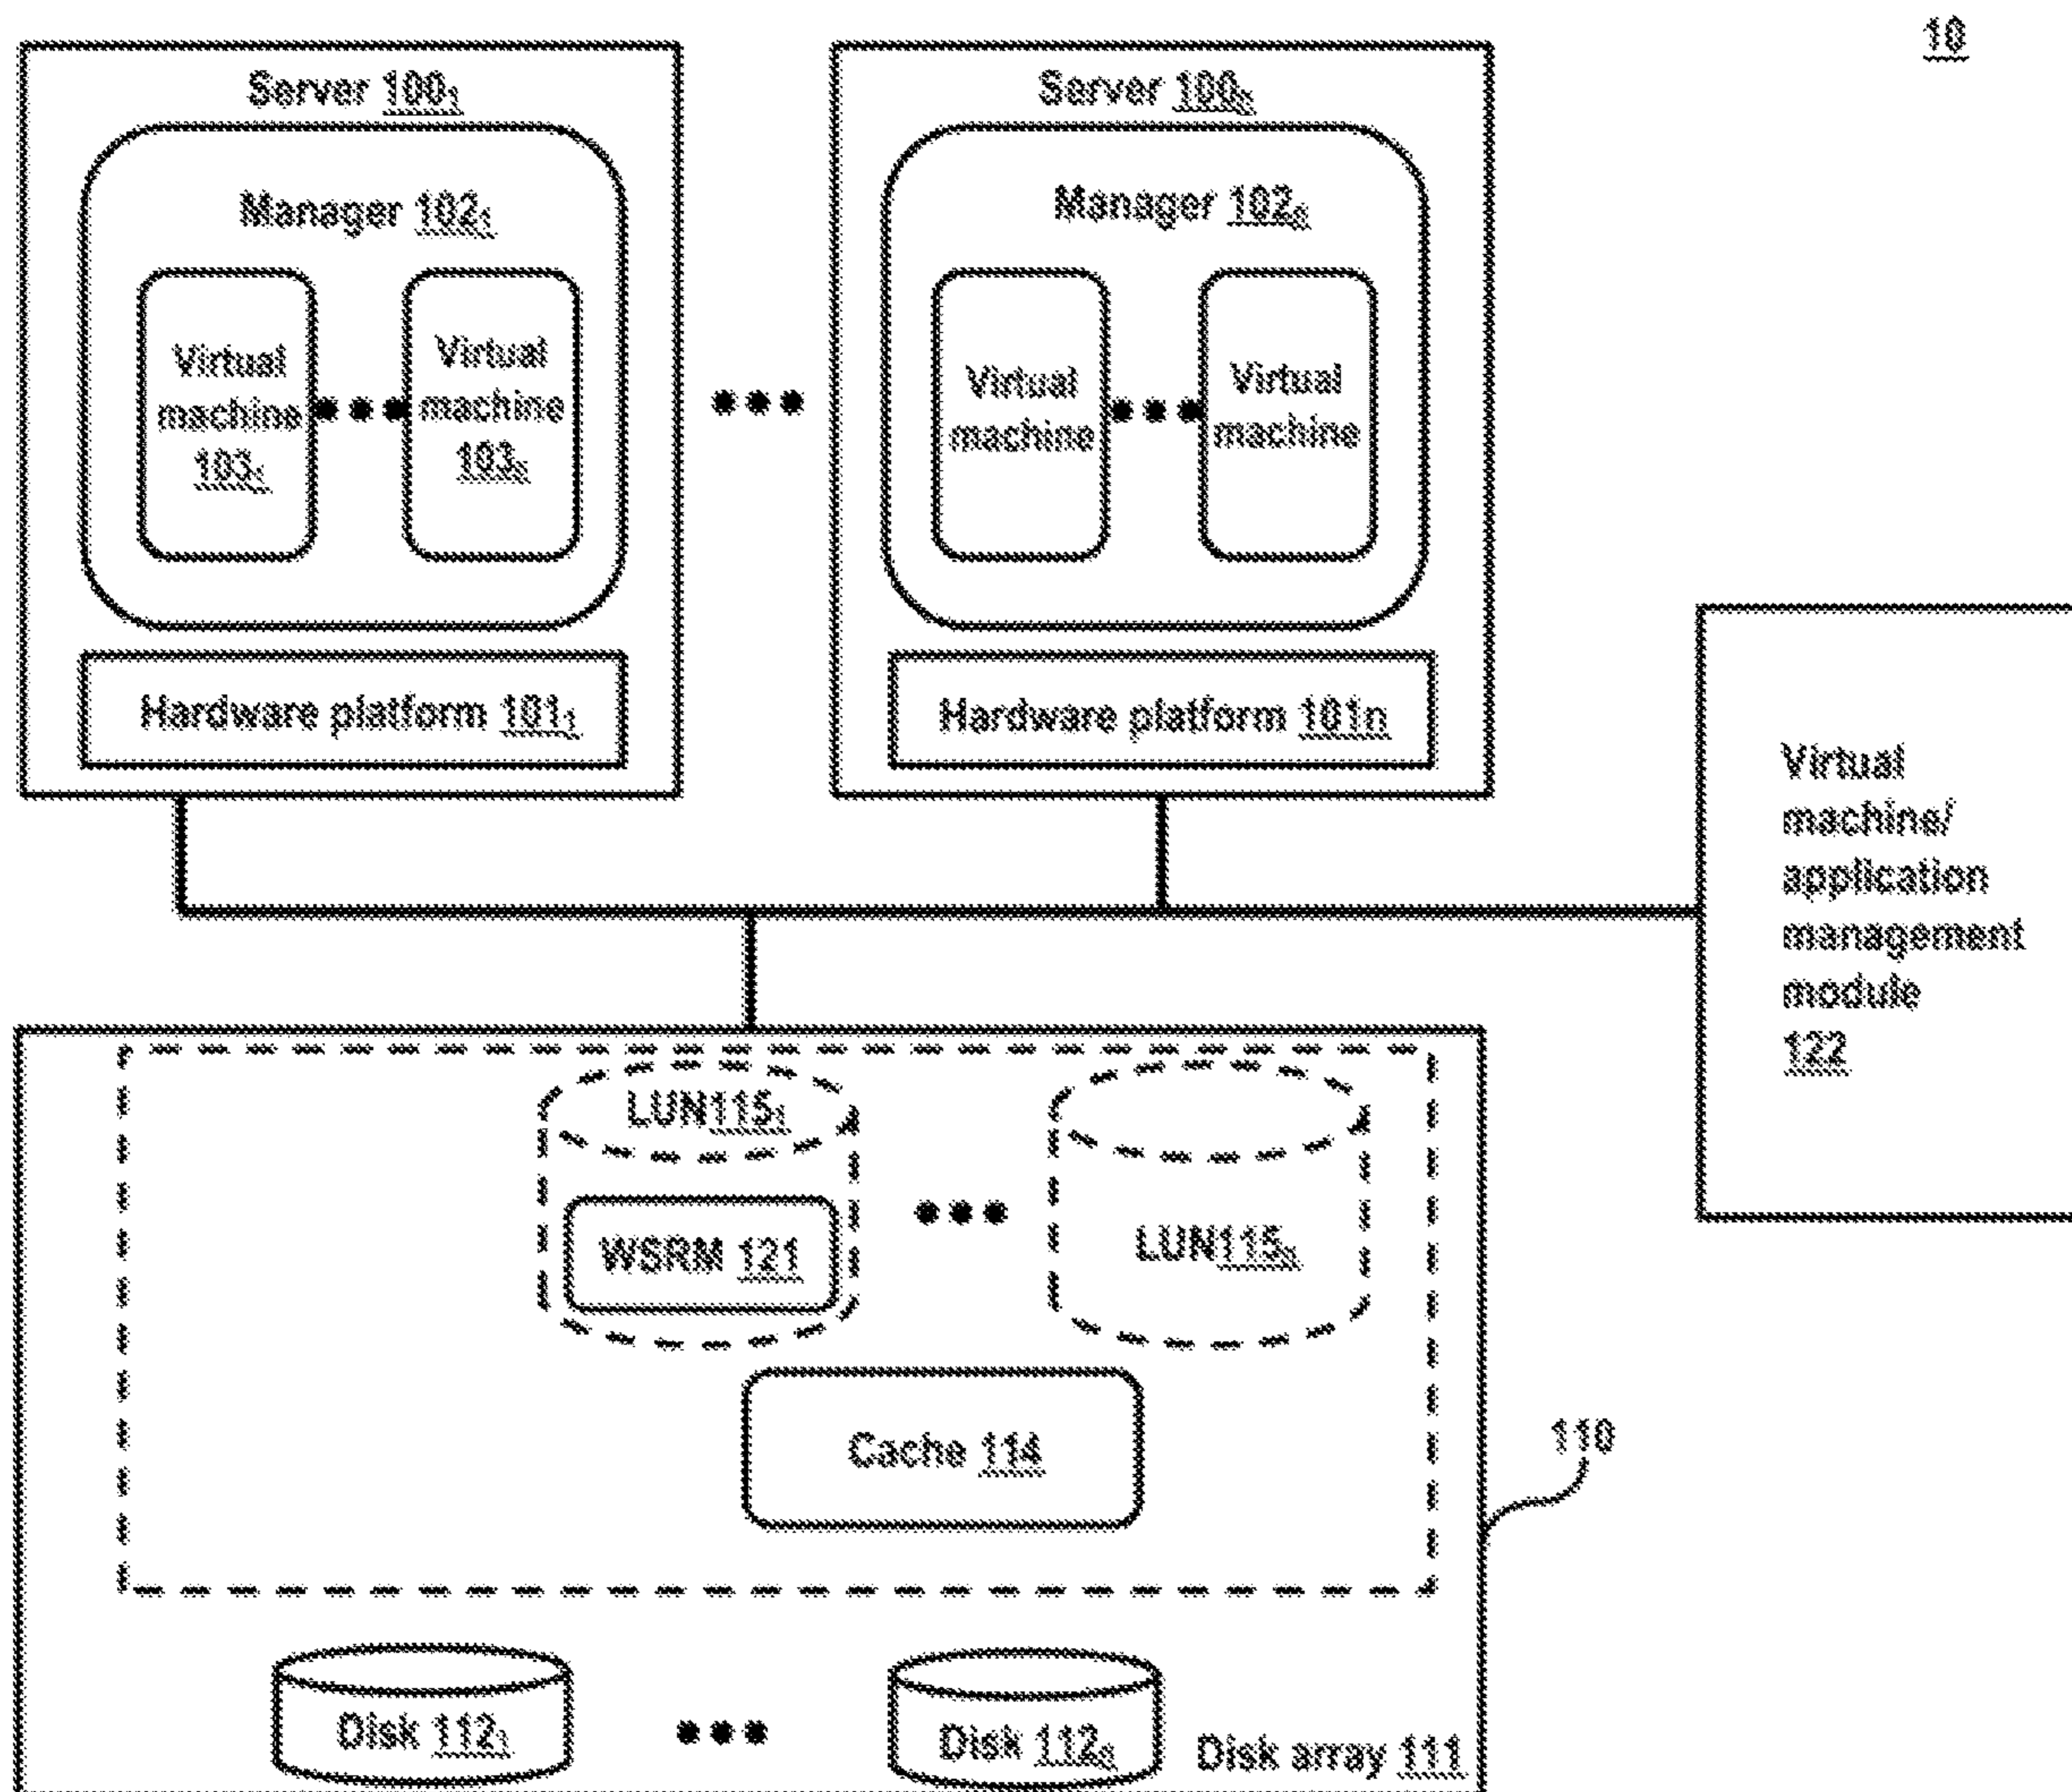 10
Server 100₁
Manager 102₁
Virtual
machine
103₁
Virtual
machine
103ₙ
Server 100ₙ
Manager 102ₙ
Virtual
machine
Virtual
machine
Hardware platform 101₁
Hardware platform 101n
Virtual
machine/
application
management
module
122
LUN115₁
WSRM 121
LUN115ₙ
Cache 114
110
Disk 112₁
Disk 112ₙ
Disk array 111